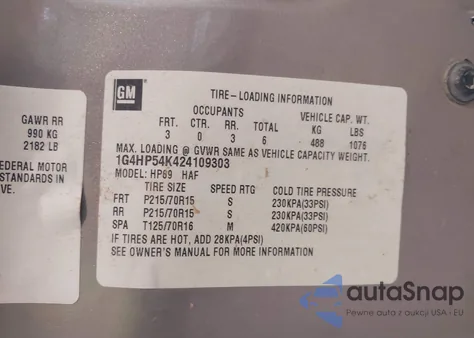 GAWR RR
990 KG
2182 LB
FEDERAL MOTOR
STANDARDS IN
VE.
GM
TIRE-LOADING INFORMATION
OCCUPANTS VEHICLE CAP. WT.
FRT. CTR. RR. TOTAL KG LBS
3 0 3 6 488 1076
MAX. LOADING @ GVWR SAME AS VEHICLE CAPACITY WEIGHT.
1G4HP54K424109303
MODEL: HP69 HAF
TIRE SIZE SPEED RTG COLD TIRE PRESSURE
FRT P215/70R15 S 230KPA(33PSI)
RR P215/70R15 S 230KPA(33PSI)
SPA T125/70R16 M 420KPA(60PSI)
IF TIRES ARE HOT, ADD 28KPA(4PSI)
SEE OWNER'S MANUAL FOR MORE INFORMATION
autaSnap
Pewne auto z aukcji USA i EU